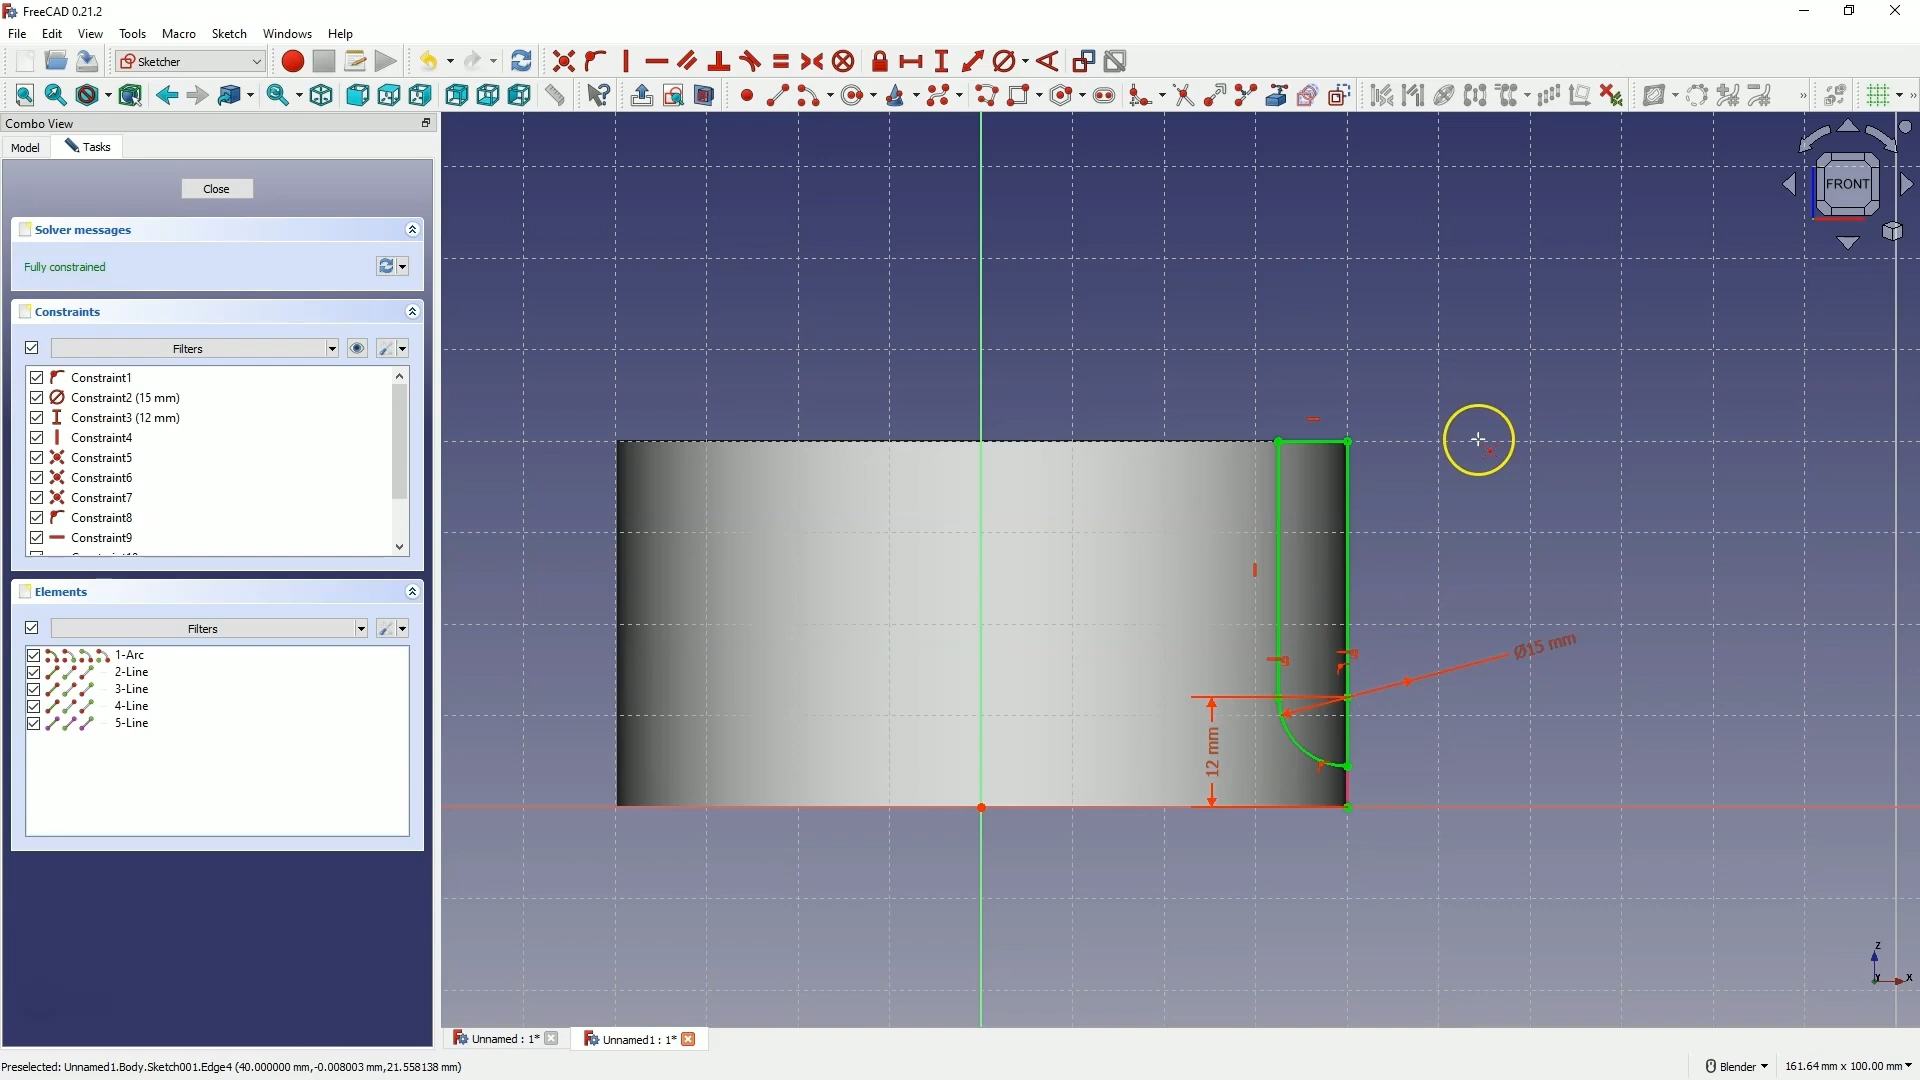 FreeCAD 0.21.2
File Edit View Tools Macro Sketch Windows Help
Sketcher
Combo View
Model Tasks
Close
Solver messages
Fully constrained
Constraints
Filters
Constraint1
Constraint2 (15 mm)
Constraint3 (12 mm)
Constraint4
Constraint5
Constraint6
Constraint7
Constraint8
Constraint9
Elements
Filters
1-Arc
2-Line
3-Line
4-Line
5-Line
FRONT
Ø15 mm
12 mm
Z
Y X
Unnamed : 1* Unnamed1 : 1*
Preselected: Unnamed1.Body.Sketch001.Edge4 (40.000000 mm,-0.008003 mm,21.558138 mm)
Blender 161.64 mm x 100.00 mm